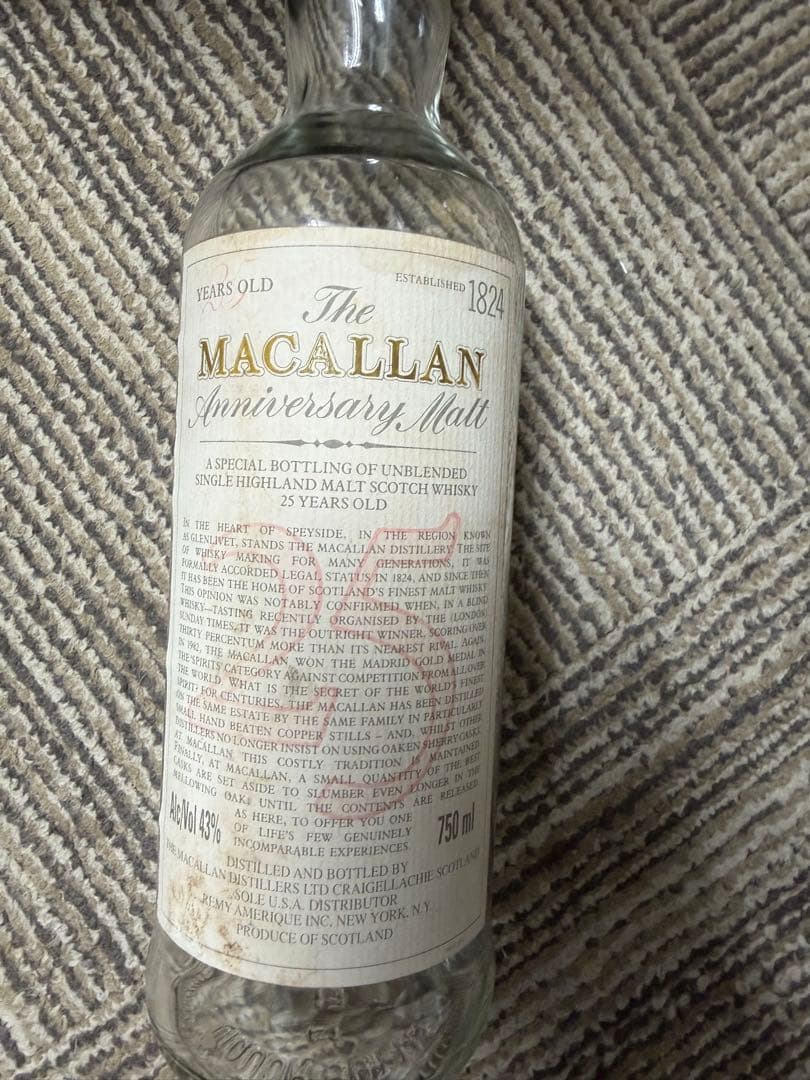 25
YEARS OLD
ESTABLISHED 1824
The
MACALLAN
Anniversary Malt
A SPECIAL BOTTLING OF UNBLENDED
SINGLE HIGHLAND MALT SCOTCH WHISKY
25 YEARS OLD
25
IN THE HEART OF SPEYSIDE, IN THE REGION KNOWN
AS GLENLIVET, STANDS THE MACALLAN DISTILLERY. THE SITE
OF WHISKY MAKING FOR MANY GENERATIONS, IT WAS
FORMALLY ACCORDED LEGAL STATUS IN 1824, AND SINCE THEN
IT HAS BEEN THE HOME OF SCOTLAND'S FINEST MALT WHISKY.
THIS OPINION WAS NOTABLY CONFIRMED WHEN, IN A BLIND
WHISKY—TASTING RECENTLY ORGANISED BY THE (LONDON)
SUNDAY TIMES, IT WAS THE OUTRIGHT WINNER, SCORING OVER
THIRTY PERCENTUM MORE THAN ITS NEAREST RIVAL. AGAIN,
IN 1962, THE MACALLAN WON THE MADRID GOLD MEDAL IN
THE 'SPIRITS' CATEGORY AGAINST COMPETITION FROM ALL OVER
THE WORLD. WHAT IS THE SECRET OF THE WORLD'S FINEST
SPIRIT? FOR CENTURIES, THE MACALLAN HAS BEEN DISTILLED
ON THE SAME ESTATE BY THE SAME FAMILY IN PARTICULARLY
SMALL, HAND BEATEN COPPER STILLS – AND, WHILST OTHER
DISTILLERS NO LONGER INSIST ON USING OAKEN SHERRY CASKS,
AT MACALLAN THIS COSTLY TRADITION IS MAINTAINED.
FINALLY, AT MACALLAN, A SMALL QUANTITY OF THE BEST
CASKS ARE SET ASIDE TO SLUMBER EVEN LONGER IN THE
MELLOWING OAK, UNTIL THE CONTENTS ARE RELEASED,
AS HERE, TO OFFER YOU ONE
OF LIFE'S FEW GENUINELY
INCOMPARABLE EXPERIENCES
Alc/Vol 43%
750 ml
DISTILLED AND BOTTLED BY
THE MACALLAN DISTILLERS LTD CRAIGELLACHIE SCOTLAND
SOLE U.S.A. DISTRIBUTOR
REMY AMERIQUE INC. NEW YORK, N.Y.
PRODUCE OF SCOTLAND